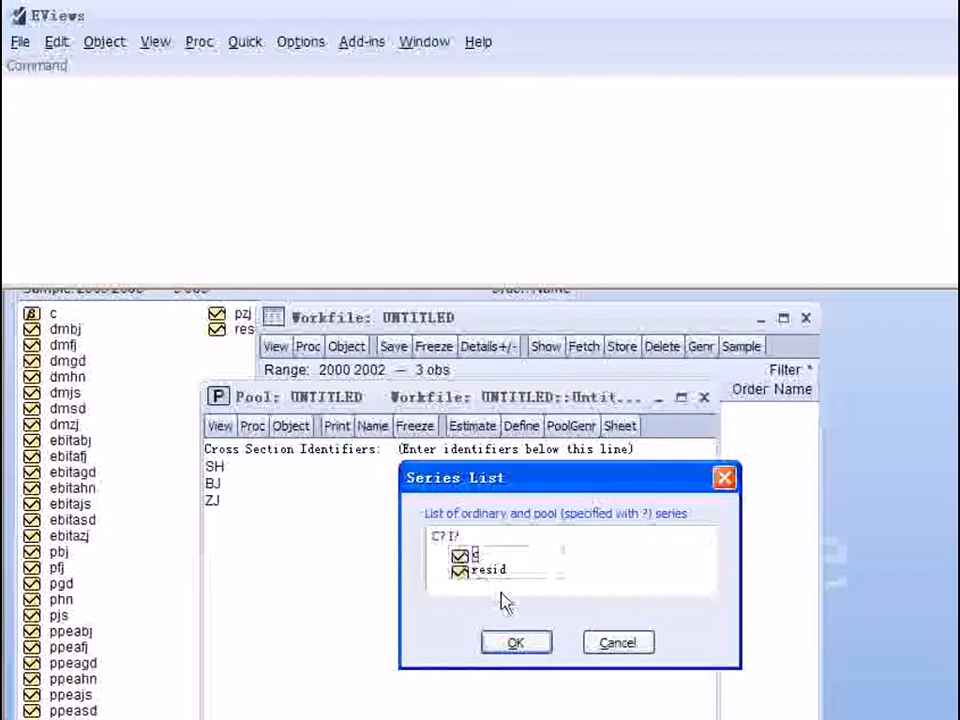 EViews
File Edit Object View Proc Quick Options Add-ins Window Help
Command
c
dmbj
dmfj
dmgd
dmhn
dmjs
dmsd
dmzj
ebitabj
ebitafj
ebitagd
ebitahn
ebitajs
ebitasd
ebitazj
pbj
pfj
pgd
phn
pjs
ppeabj
ppeafj
ppeagd
ppeahn
ppeajs
ppeasd
pzj
res
Workfile: UNTITLED
View Proc Object Save Freeze Details+/- Show Fetch Store Delete Genr Sample
Range: 2000 2002 — 3 obs Filter *
Order Name
P Pool: UNTITLED Workfile: UNTITLED::Untit...
View Proc Object Print Name Freeze Estimate Define PoolGenr Sheet
Cross Section Identifiers: (Enter identifiers below this line)
SH
BJ
ZJ
Series List
List of ordinary and pool (specified with ?) series
C? I?
resid
OK Cancel